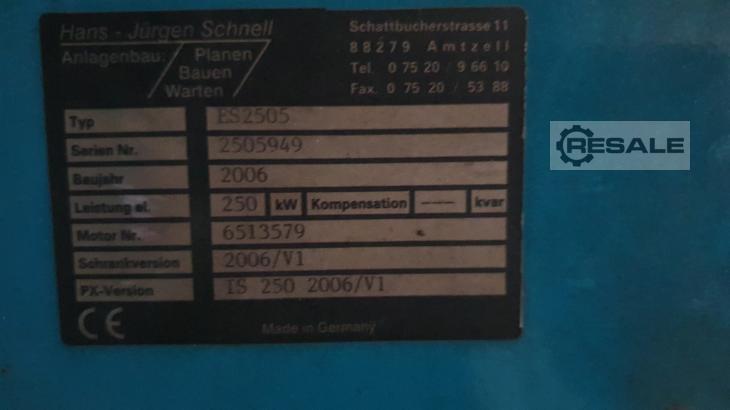 Hans - Jürgen Schnell
Anlagenbau: Planen
Bauen
Warten
Schattbucherstrasse 11
88279 Amtzell
Tel. 0 75 20 / 9 66 10
Fax. 0 75 20 / 53 88
Typ ES2505
Serien Nr. 2505949
Baujahr 2006
Leistung el. 250 kW Kompensation --- kvar
Motor Nr. 6513579
Schrankversion 2006/V1
PX-Version IS 250 2006/V1
CE Made in Germany
RESALE